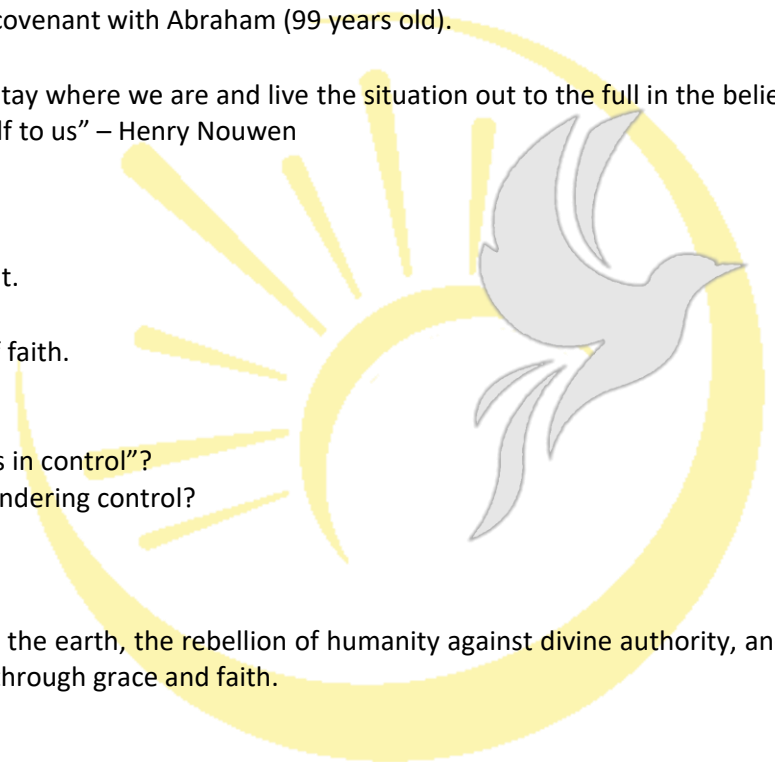 covenant with Abraham (99 years old).
tay where we are and live the situation out to the full in the belie
lf to us” – Henry Nouwen
t.
f faith.
s in control”?
ndering control?
the earth, the rebellion of humanity against divine authority, an
through grace and faith.